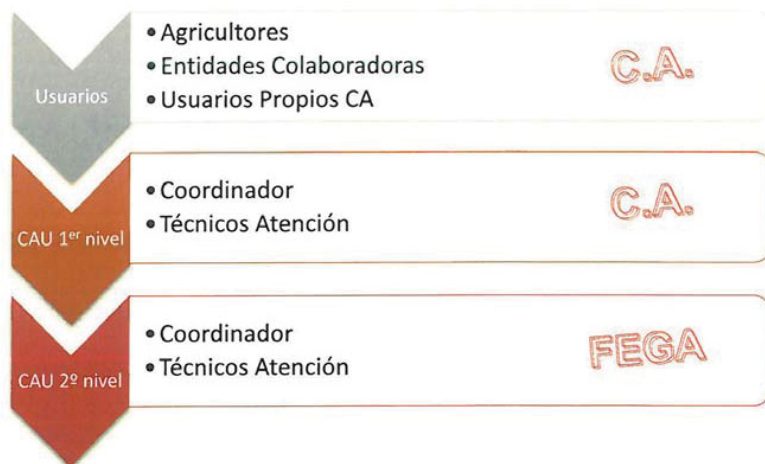 Usuarios
• Agricultores
• Entidades Colaboradoras
• Usuarios Propios CA
C.A.
CAU 1er nivel
• Coordinador
• Técnicos Atención
C.A.
CAU 2º nivel
• Coordinador
• Técnicos Atención
FEGA